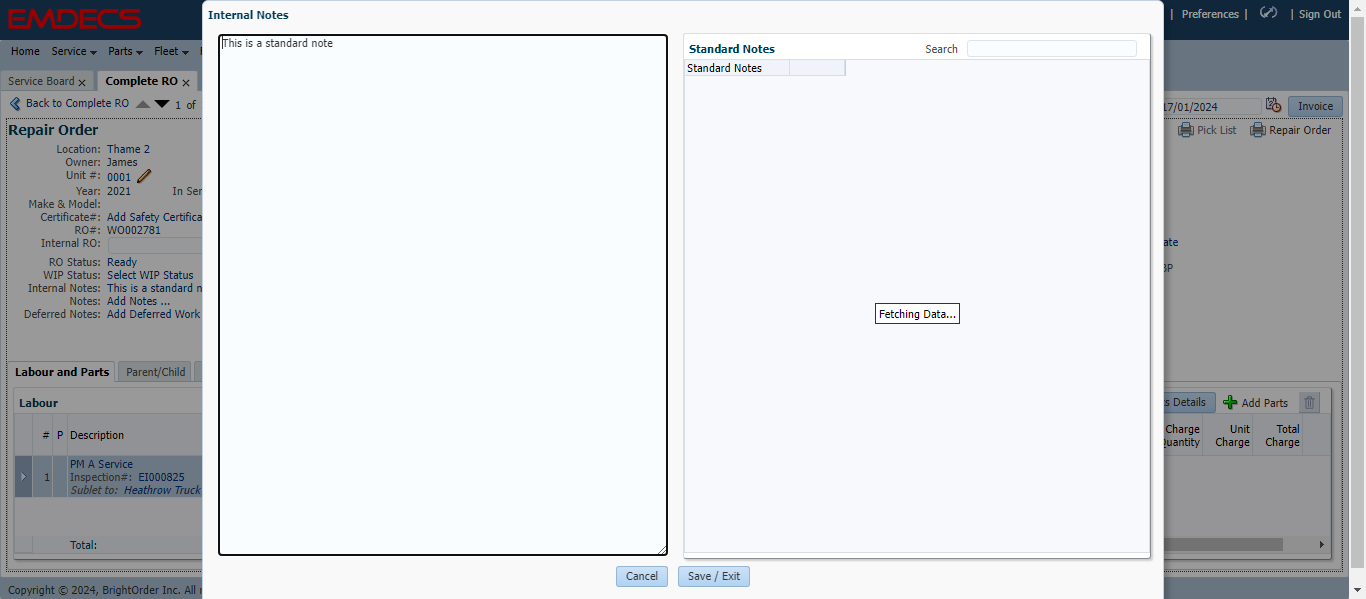 EMDECS
Internal Notes
| Preferences | | Sign Out
Home Service Parts Fleet
Service Board x Complete RO x
Back to Complete RO 1 of
17/01/2024 Invoice
Repair Order
Pick List Repair Order
Location: Thame 2
Owner: James
Unit #: 0001
Year: 2021 In Ser
Make & Model:
Certificate#: Add Safety Certifica
RO#: WO002781
Internal RO:
RO Status: Ready
WIP Status: Select WIP Status
Internal Notes: This is a standard n
Notes: Add Notes ...
Deferred Notes: Add Deferred Work
This is a standard note
Standard Notes Search
Standard Notes
Fetching Data...
Cancel Save / Exit
ate
BP
Labour and Parts Parent/Child
Labour
# P Description
1 PM A Service
Inspection#: EI000825
Sublet to: Heathrow Truck
Total:
s Details Add Parts
Charge Quantity Unit Charge Total Charge
Copyright © 2024, BrightOrder Inc. All r